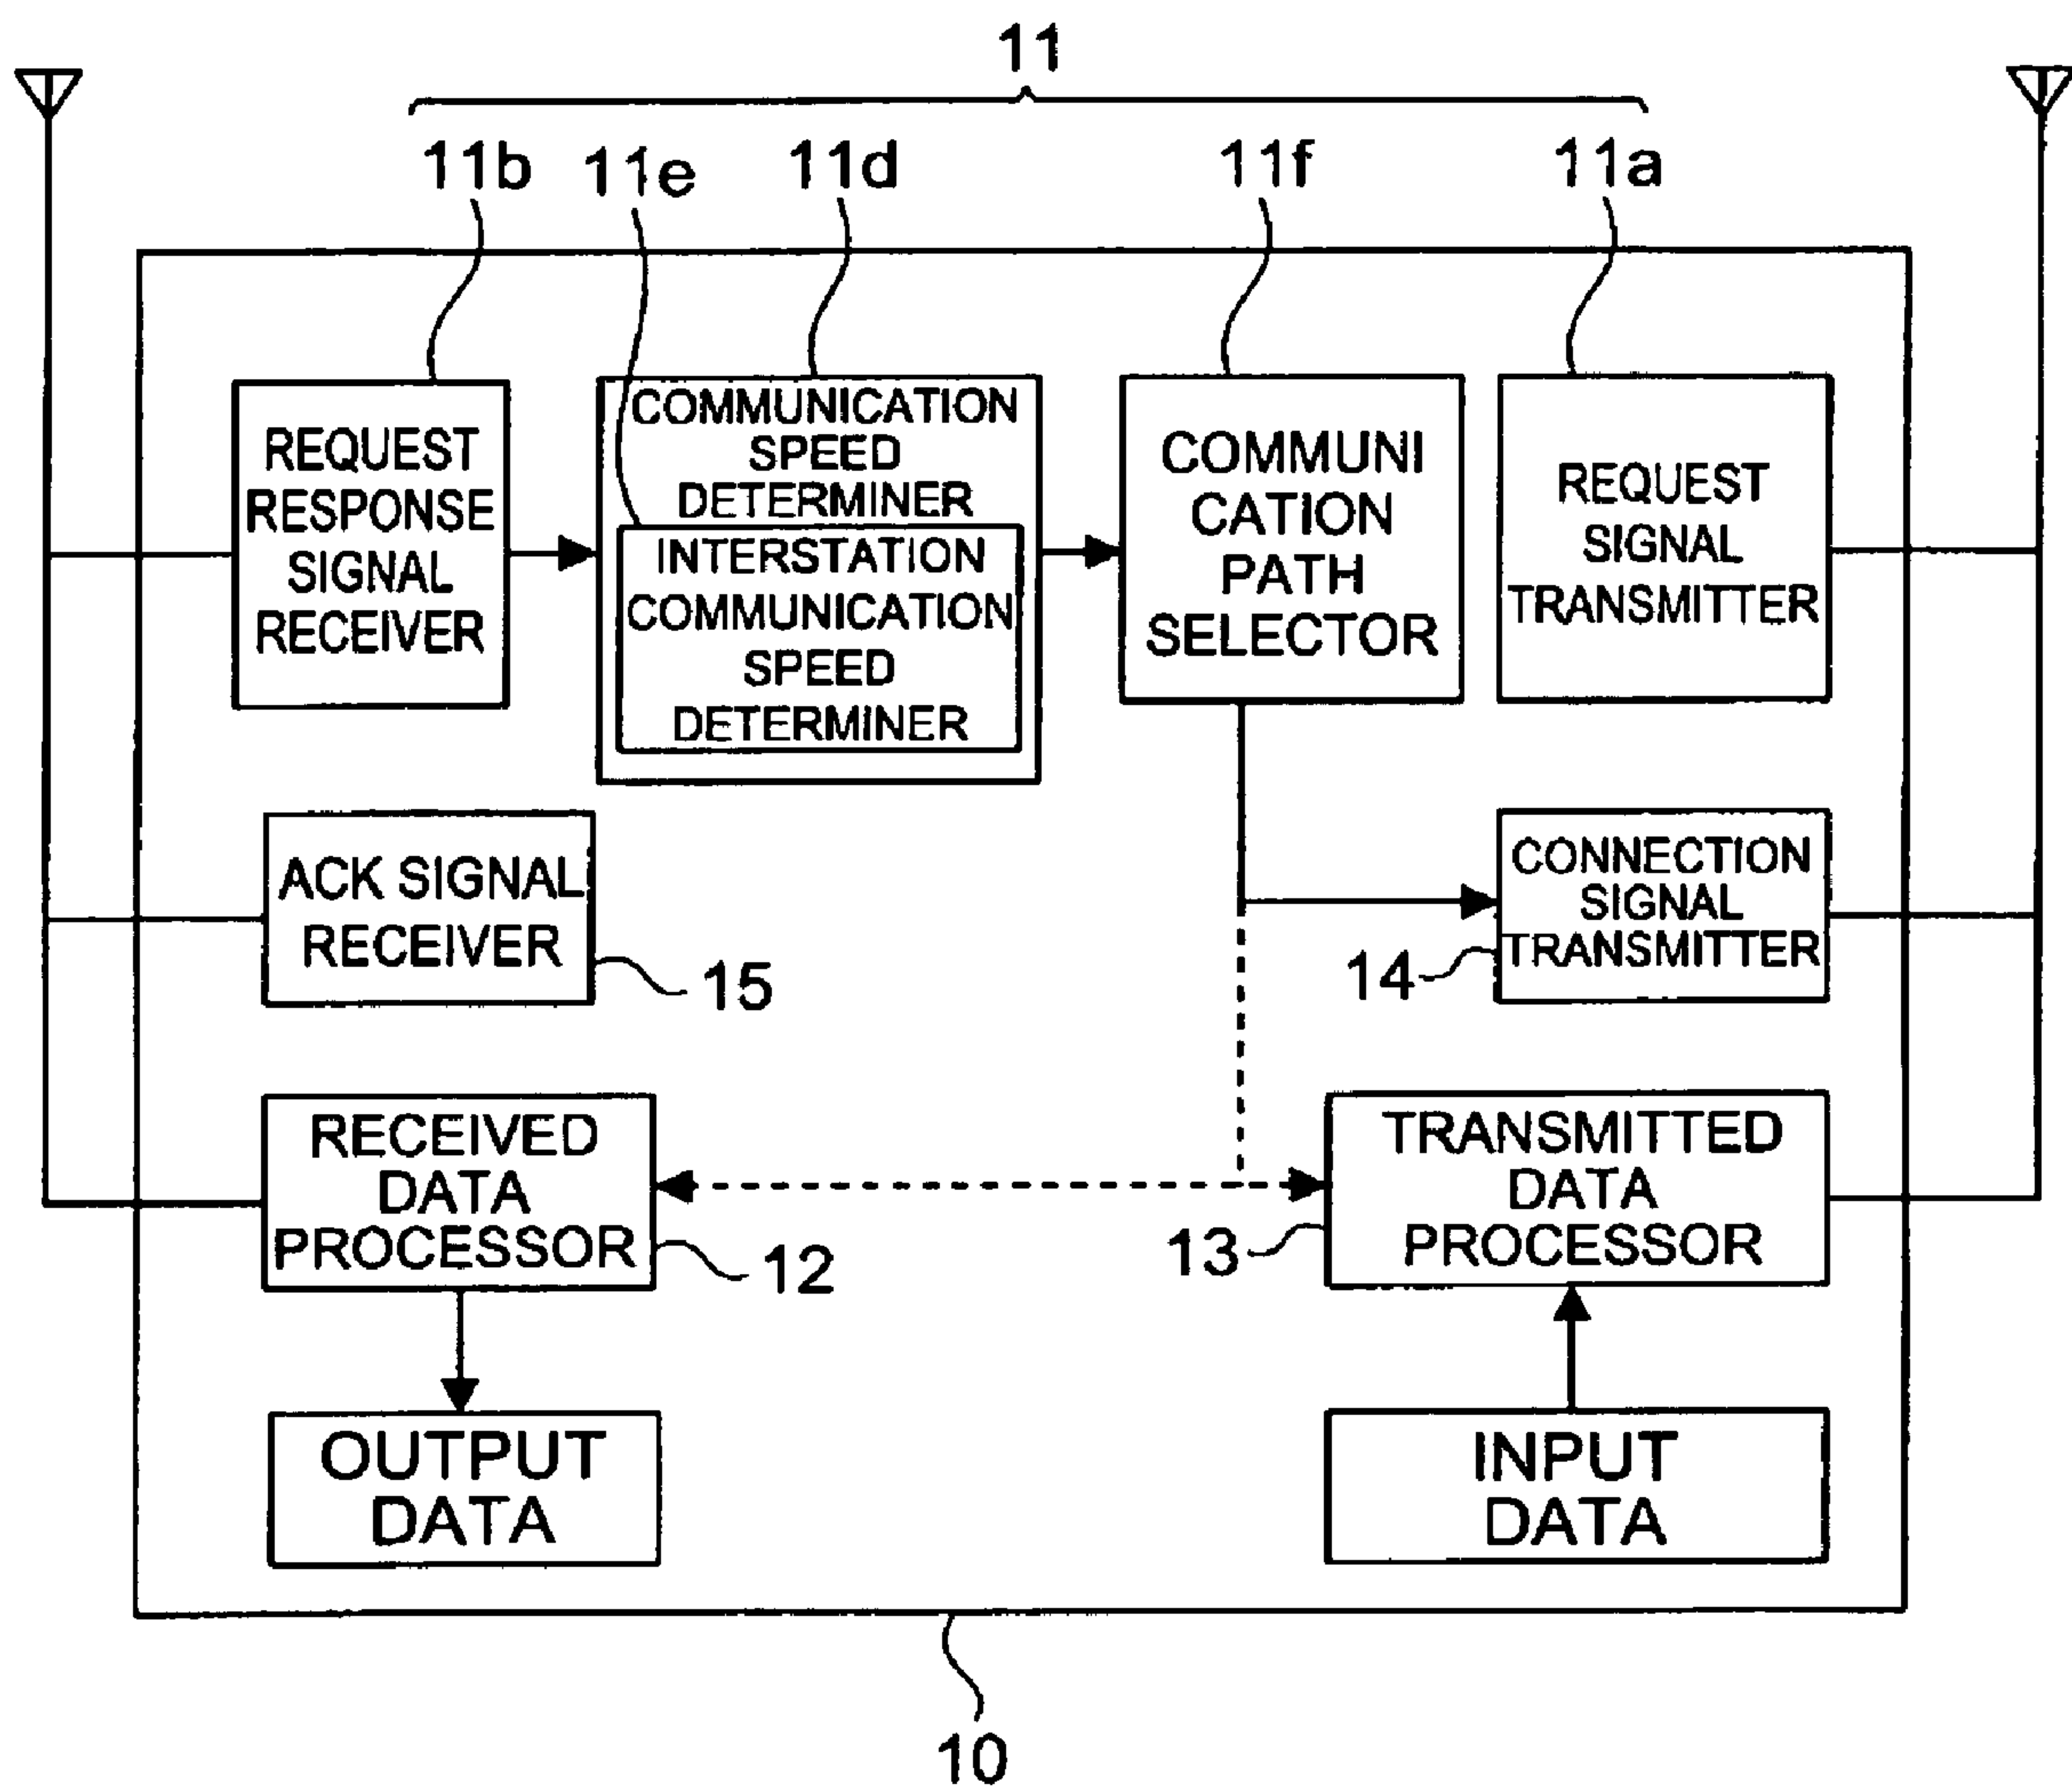 11
11b
11e
11d
11f
11a
REQUEST
RESPONSE
SIGNAL
RECEIVER
COMMUNICATION
SPEED
DETERMINER
INTERSTATION
COMMUNICATION
SPEED
DETERMINER
COMMUNI
CATION
PATH
SELECTOR
REQUEST
SIGNAL
TRANSMITTER
ACK SIGNAL
RECEIVER
15
CONNECTION
SIGNAL
TRANSMITTER
14
RECEIVED
DATA
PROCESSOR
12
TRANSMITTED
DATA
PROCESSOR
13
OUTPUT
DATA
INPUT
DATA
10